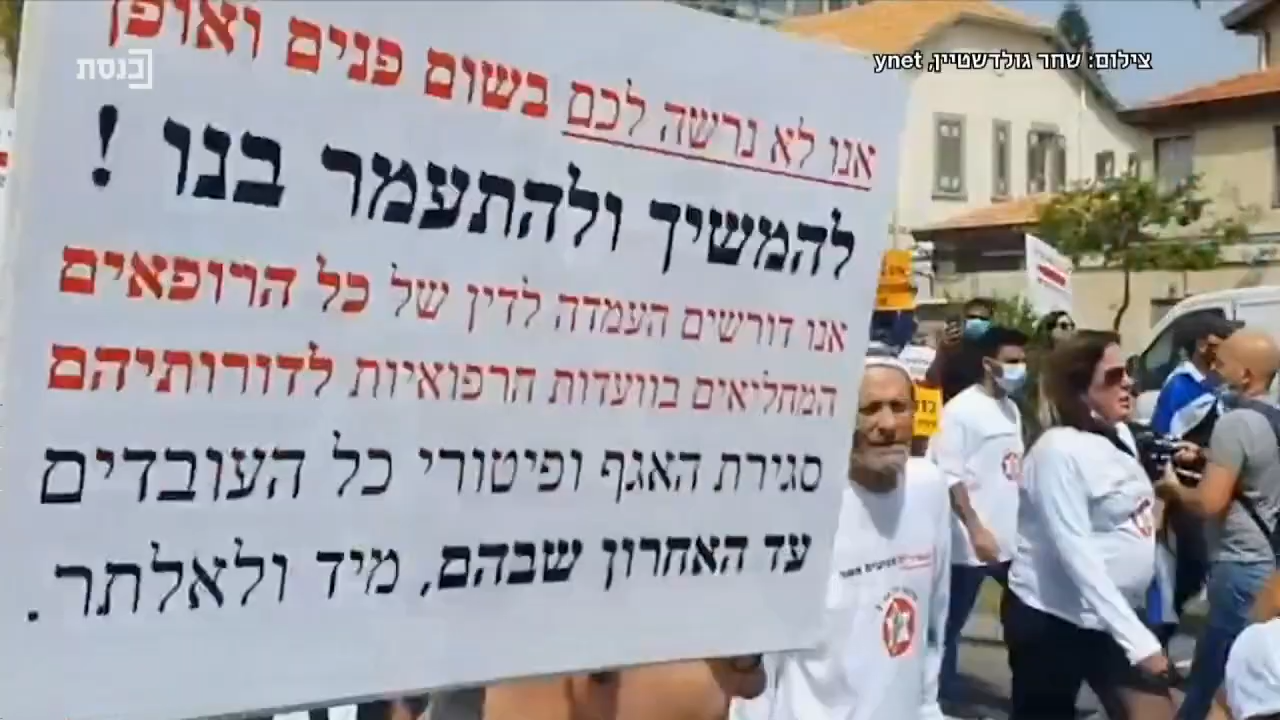 כנסת
צילום: שחר גולדשטיין, ynet
אנו לא נרשה לכם בשום פנים ואופן
להמשיך ולהתעמר בנו !
אנו דורשים העמדה לדין של כל הרופאים
המחליאים בוועדות הרפואיות לדורותיהם
סגירת האגף ופיטורי כל העובדים
עד האחרון שבהם, מיד ולאלתר.